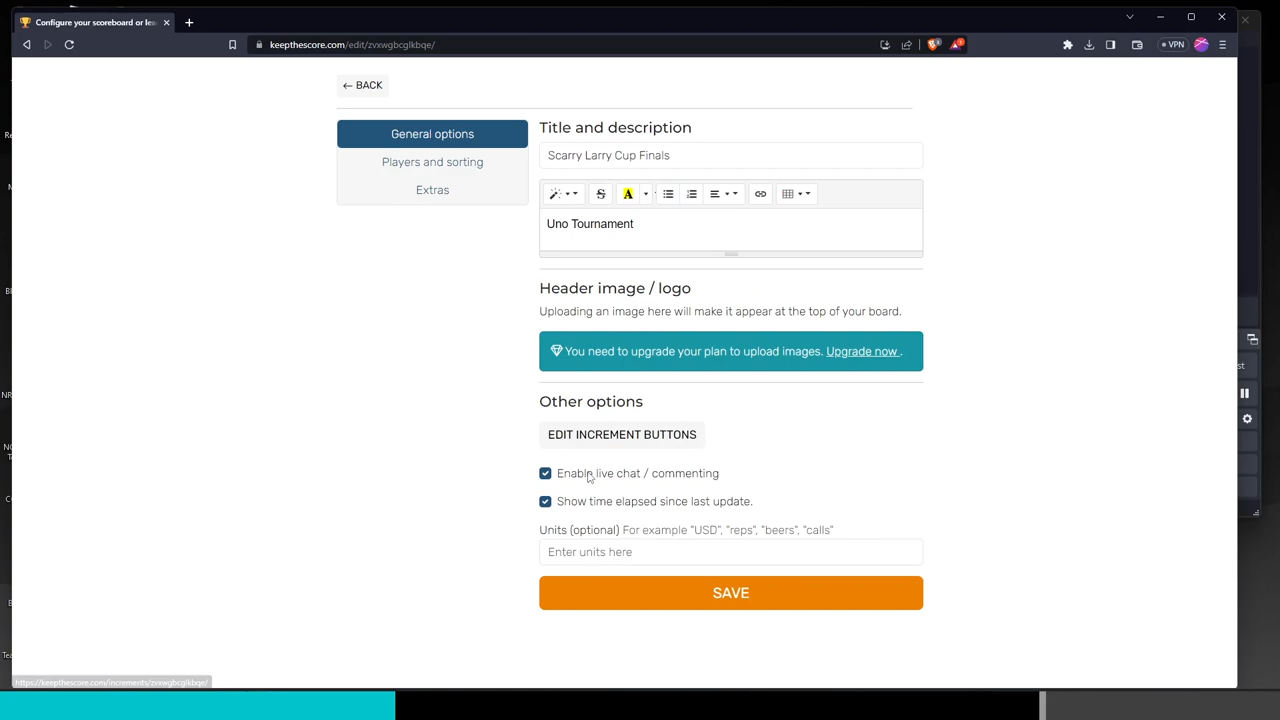 Configure your scoreboard or lea
keepthescore.com/edit/zvxwgbcglkbqe/
VPN
← BACK
General options
Players and sorting
Extras
Title and description
Scarry Larry Cup Finals
A
Uno Tournament
Header image / logo
Uploading an image here will make it appear at the top of your board.
You need to upgrade your plan to upload images. Upgrade now .
Other options
EDIT INCREMENT BUTTONS
Enable live chat / commenting
Show time elapsed since last update.
Units (optional) For example "USD", "reps", "beers", "calls"
Enter units here
SAVE
https://keepthescore.com/increments/zvxwgbcglkbqe/